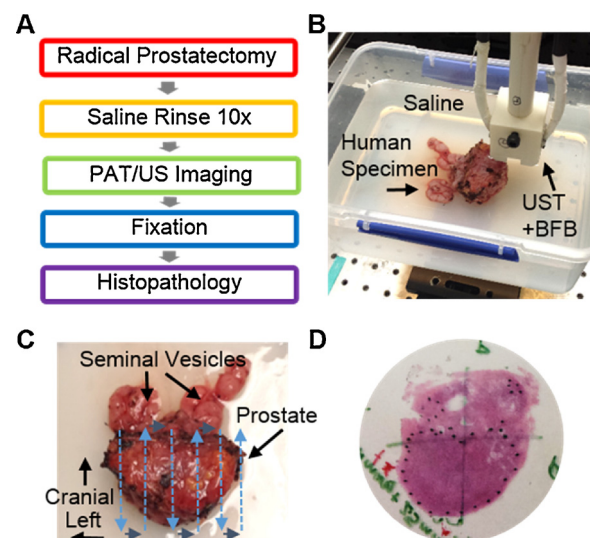 A
Radical Prostatectomy
Saline Rinse 10x
PAT/US Imaging
Fixation
Histopathology
B
Saline
Human
Specimen
UST
+BFB
C
Seminal Vesicles
Prostate
Cranial
Left
D